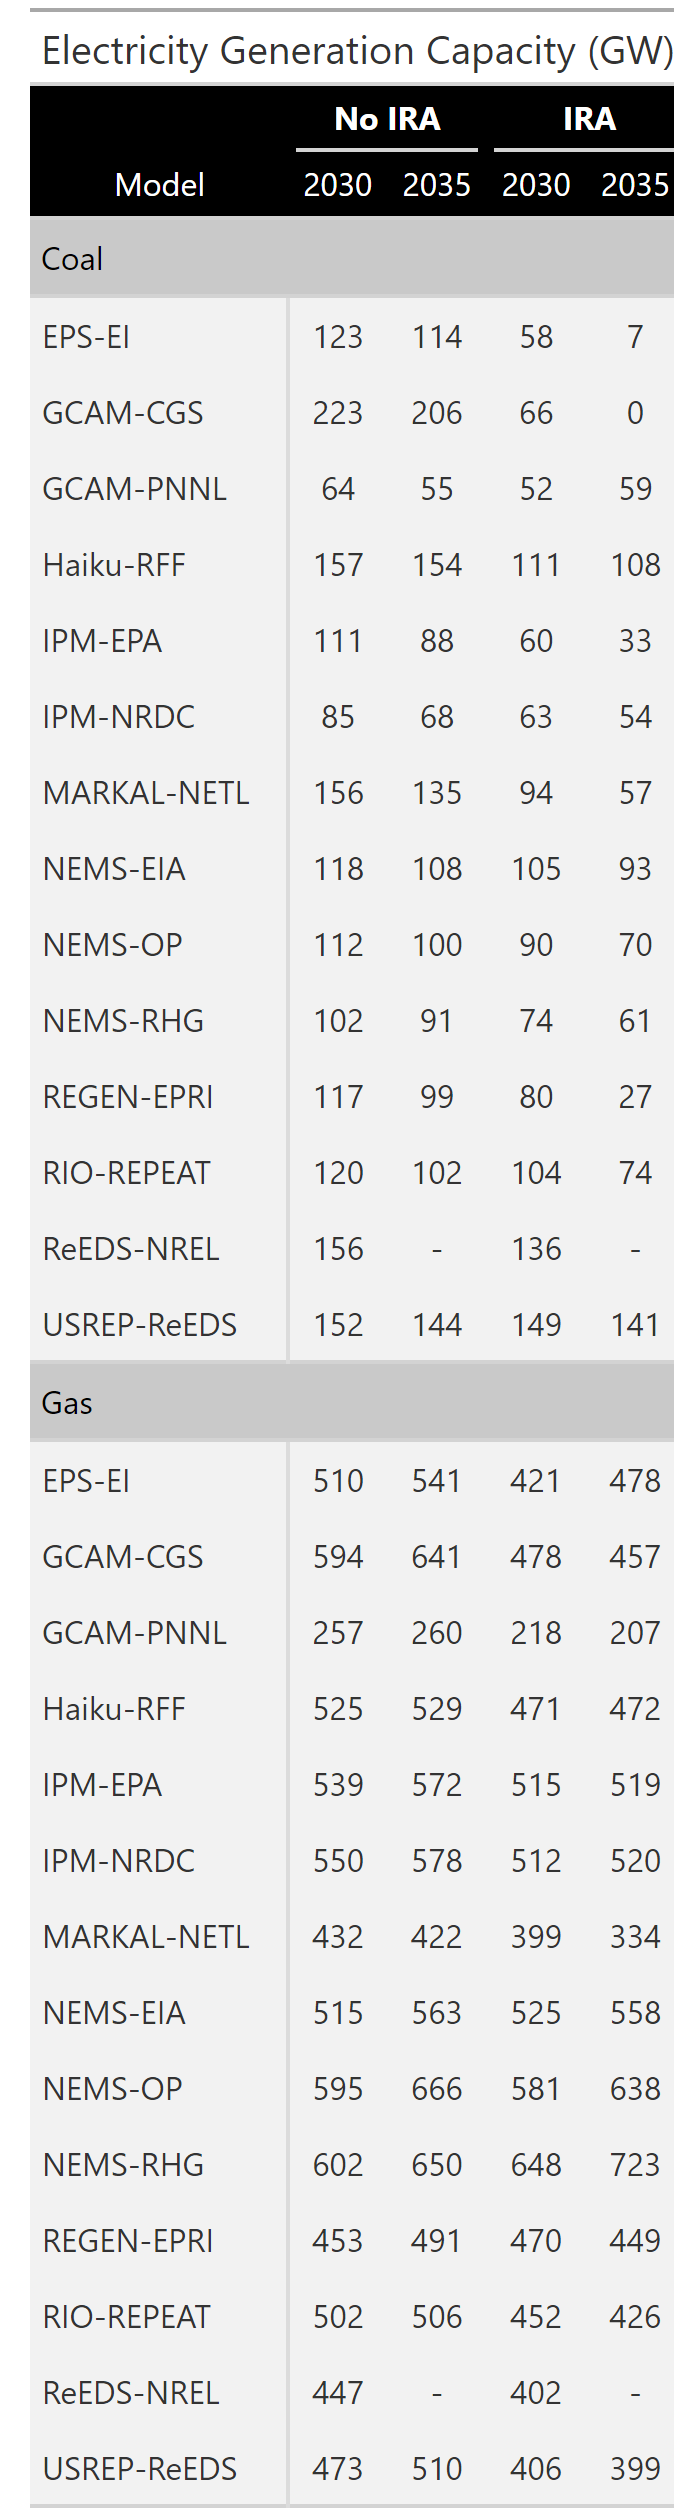 Electricity Generation Capacity (GW)
No IRA IRA
Model 2030 2035 2030 2035
Coal
EPS-EI 123 114 58 7
GCAM-CGS 223 206 66 0
GCAM-PNNL 64 55 52 59
Haiku-RFF 157 154 111 108
IPM-EPA 111 88 60 33
IPM-NRDC 85 68 63 54
MARKAL-NETL 156 135 94 57
NEMS-EIA 118 108 105 93
NEMS-OP 112 100 90 70
NEMS-RHG 102 91 74 61
REGEN-EPRI 117 99 80 27
RIO-REPEAT 120 102 104 74
ReEDS-NREL 156 - 136 -
USREP-ReEDS 152 144 149 141
Gas
EPS-EI 510 541 421 478
GCAM-CGS 594 641 478 457
GCAM-PNNL 257 260 218 207
Haiku-RFF 525 529 471 472
IPM-EPA 539 572 515 519
IPM-NRDC 550 578 512 520
MARKAL-NETL 432 422 399 334
NEMS-EIA 515 563 525 558
NEMS-OP 595 666 581 638
NEMS-RHG 602 650 648 723
REGEN-EPRI 453 491 470 449
RIO-REPEAT 502 506 452 426
ReEDS-NREL 447 - 402 -
USREP-ReEDS 473 510 406 399